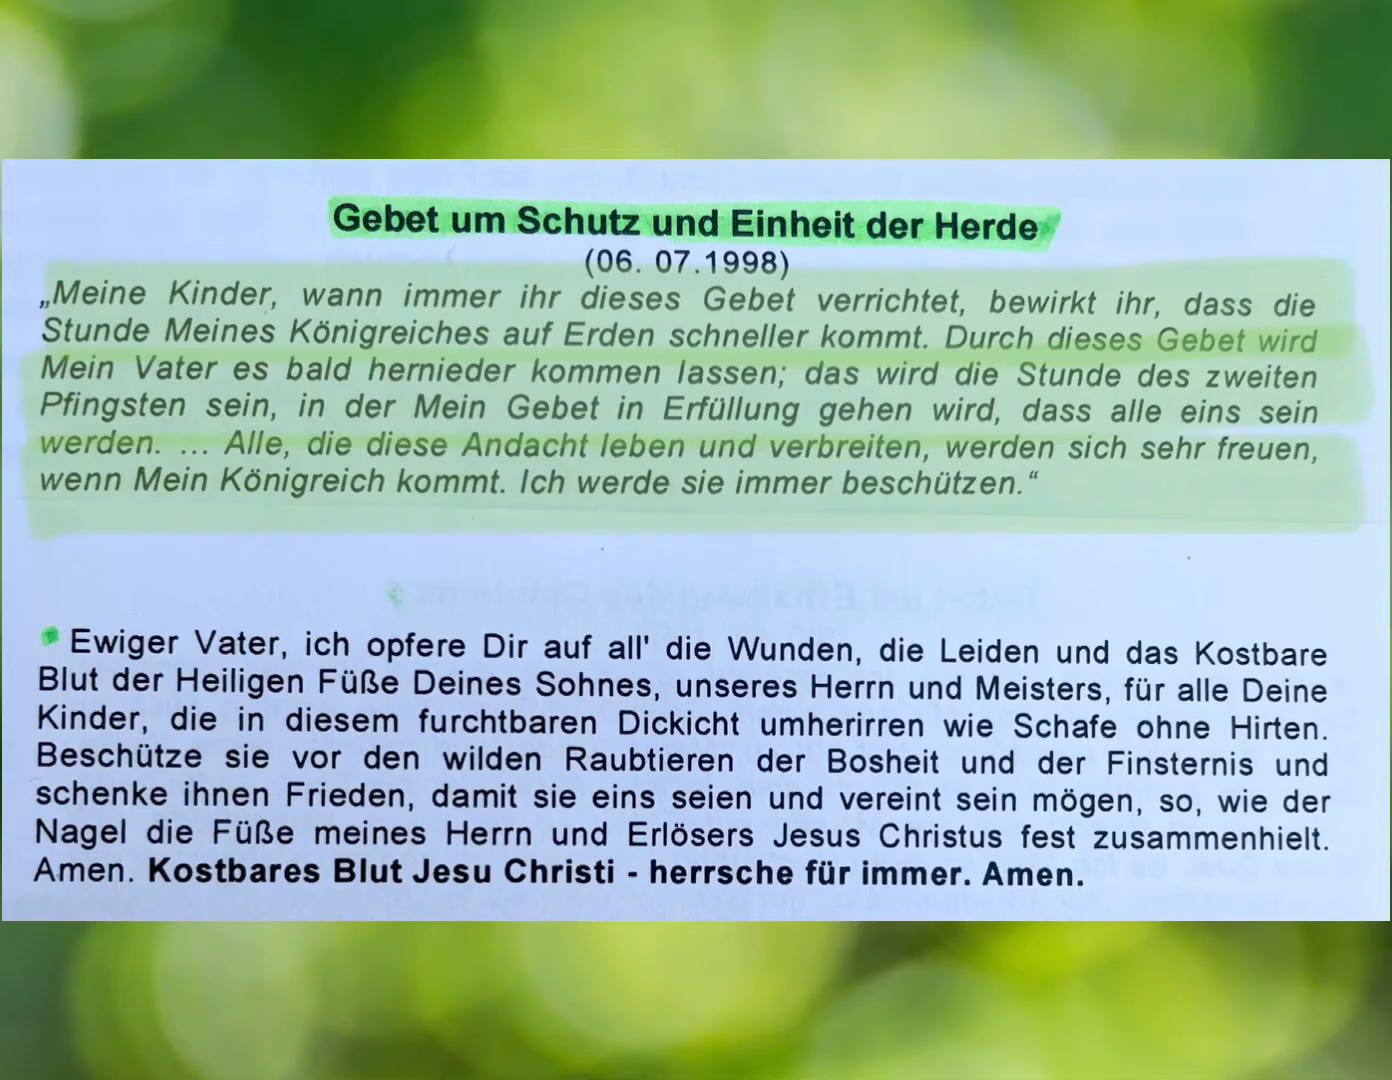 Gebet um Schutz und Einheit der Herde
(06. 07.1998)
„Meine Kinder, wann immer ihr dieses Gebet verrichtet, bewirkt ihr, dass die
Stunde Meines Königreiches auf Erden schneller kommt. Durch dieses Gebet wird
Mein Vater es bald hernieder kommen lassen; das wird die Stunde des zweiten
Pfingsten sein, in der Mein Gebet in Erfüllung gehen wird, dass alle eins sein
werden. ... Alle, die diese Andacht leben und verbreiten, werden sich sehr freuen,
wenn Mein Königreich kommt. Ich werde sie immer beschützen.“
Ewiger Vater, ich opfere Dir auf all' die Wunden, die Leiden und das Kostbare
Blut der Heiligen Füße Deines Sohnes, unseres Herrn und Meisters, für alle Deine
Kinder, die in diesem furchtbaren Dickicht umherirren wie Schafe ohne Hirten.
Beschütze sie vor den wilden Raubtieren der Bosheit und der Finsternis und
schenke ihnen Frieden, damit sie eins seien und vereint sein mögen, so, wie der
Nagel die Füße meines Herrn und Erlösers Jesus Christus fest zusammenhielt.
Amen. Kostbares Blut Jesu Christi - herrsche für immer. Amen.